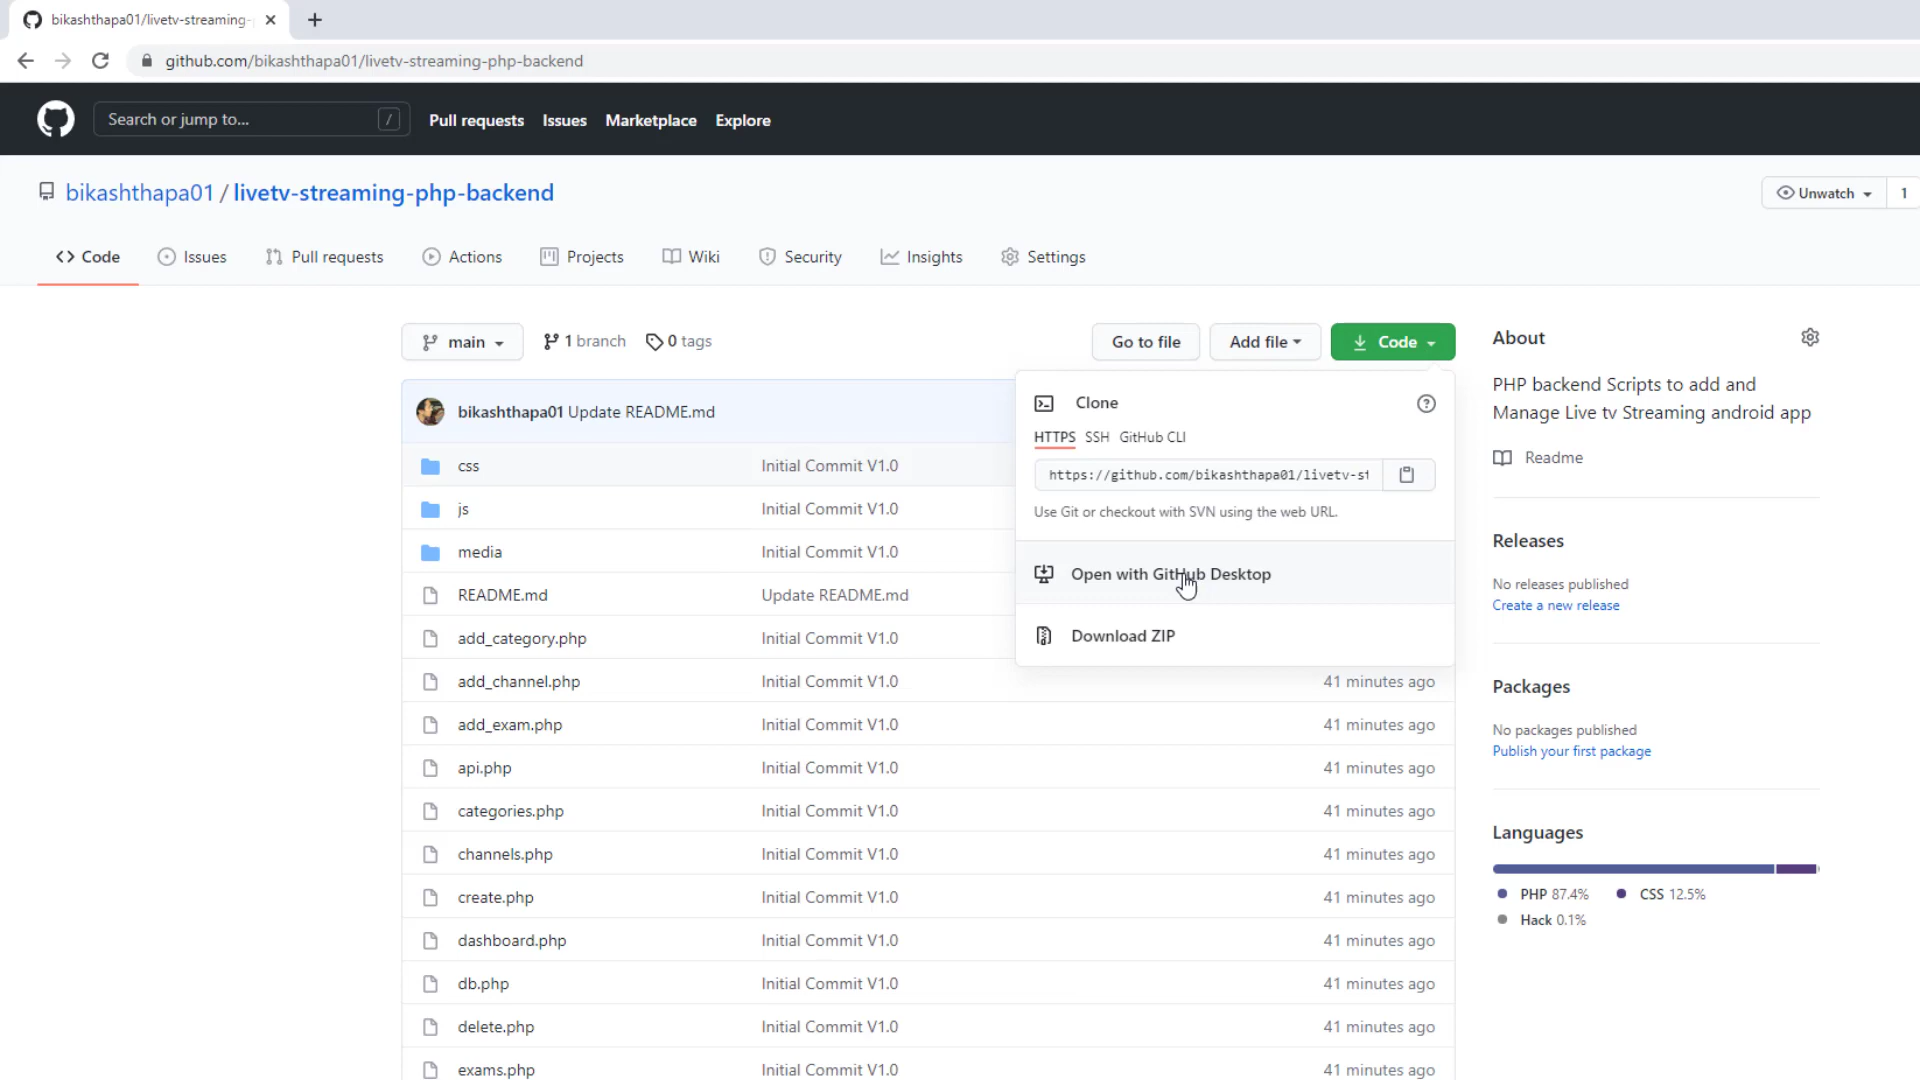 bikashthapa01/livetv-streaming-
github.com/bikashthapa01/livetv-streaming-php-backend
Search or jump to... /
Pull requests Issues Marketplace Explore
bikashthapa01 / livetv-streaming-php-backend
Unwatch 1
Code Issues Pull requests Actions Projects Wiki Security Insights Settings
main 1 branch 0 tags Go to file Add file Code
bikashthapa01 Update README.md
css Initial Commit V1.0
js Initial Commit V1.0
media Initial Commit V1.0
README.md Update README.md
add_category.php Initial Commit V1.0
add_channel.php Initial Commit V1.0 41 minutes ago
add_exam.php Initial Commit V1.0 41 minutes ago
api.php Initial Commit V1.0 41 minutes ago
categories.php Initial Commit V1.0 41 minutes ago
channels.php Initial Commit V1.0 41 minutes ago
create.php Initial Commit V1.0 41 minutes ago
dashboard.php Initial Commit V1.0 41 minutes ago
db.php Initial Commit V1.0 41 minutes ago
delete.php Initial Commit V1.0 41 minutes ago
exams.php Initial Commit V1.0 41 minutes ago
Clone
HTTPS SSH GitHub CLI
https://github.com/bikashthapa01/livetv-st
Use Git or checkout with SVN using the web URL.
Open with GitHub Desktop
Download ZIP
About
PHP backend Scripts to add and
Manage Live tv Streaming android app
Readme
Releases
No releases published
Create a new release
Packages
No packages published
Publish your first package
Languages
PHP 87.4% CSS 12.5%
Hack 0.1%